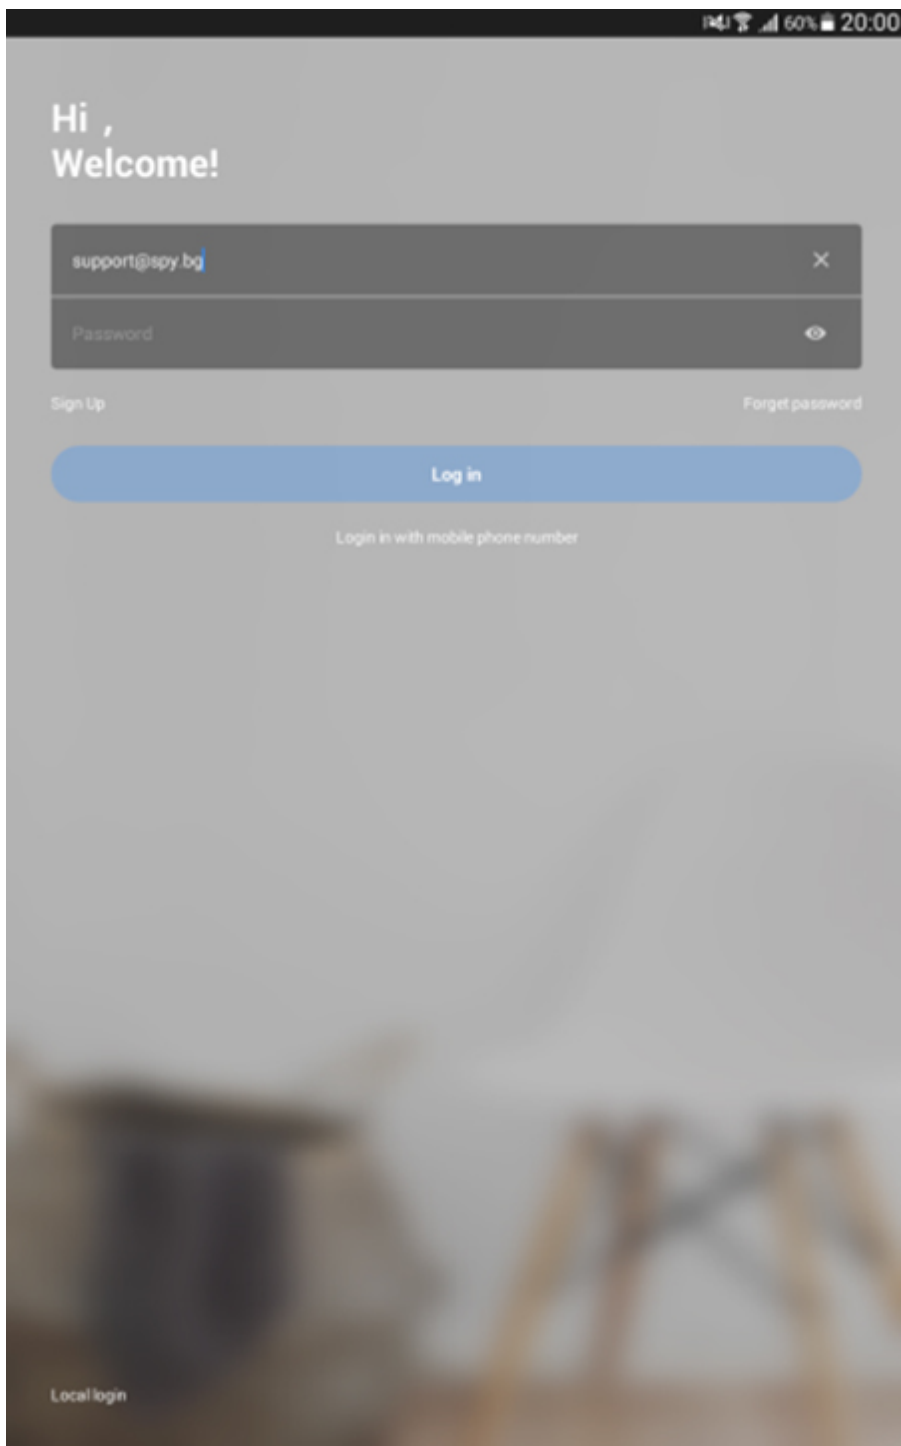 60% 20:00
Hi ,
Welcome!
support@spy.bg
Password
Sign Up
Forget password
Log in
Login in with mobile phone number
Local login